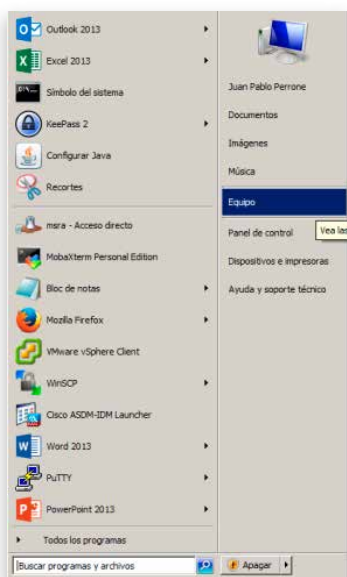 Outlook 2013
Excel 2013
Símbolo del sistema
KeePass 2
Configurar Java
Recortes
msra - Acceso directo
MobaXterm Personal Edition
Bloc de notas
Mozilla Firefox
VMware vSphere Client
WinSCP
Cisco ASDM-IDM Launcher
Word 2013
PuTTY
PowerPoint 2013
Todos los programas
Buscar programas y archivos
Juan Pablo Perrone
Documentos
Imágenes
Música
Equipo
Panel de control
Vea las
Dispositivos e impresoras
Ayuda y soporte técnico
Apagar